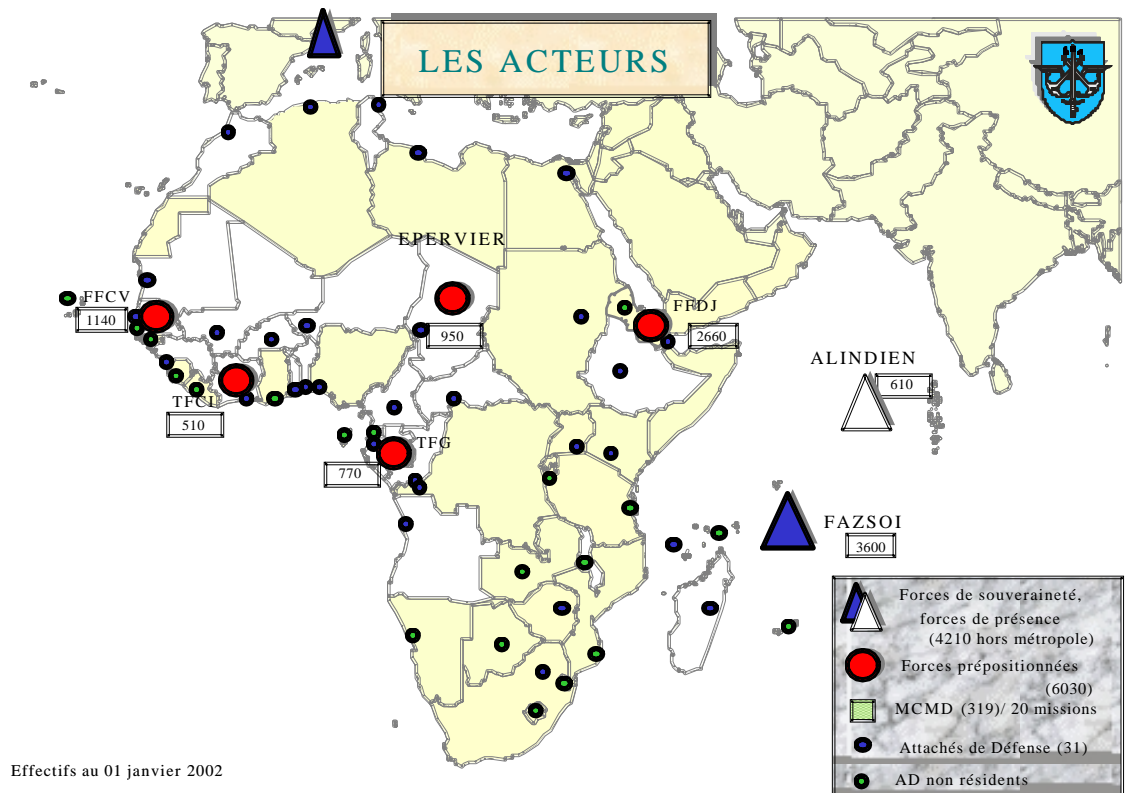 LES ACTEURS
EPERVIER
FFCV
1140
950
FFDJ
2660
ALINDIEN
610
TFCI
510
TFG
770
FAZSOI
3600
Forces de souveraineté,
forces de présence
(4210 hors métropole)
Forces prépositionnées
(6030)
MCMD (319)/ 20 missions
Attachés de Défense (31)
AD non résidents
Effectifs au 01 janvier 2002